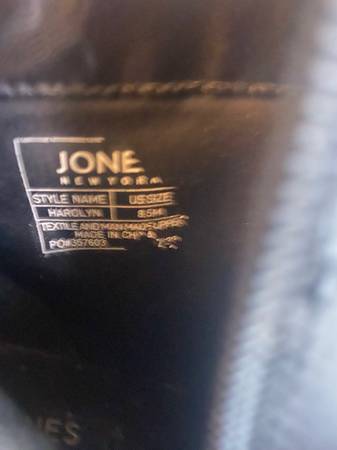 JONE
NEW YORK
STYLE NAME US SIZE
HAROLYN 8.5M
TEXTILE AND MAN MADE UPPER
MADE IN CHINA
PO#357603
NES